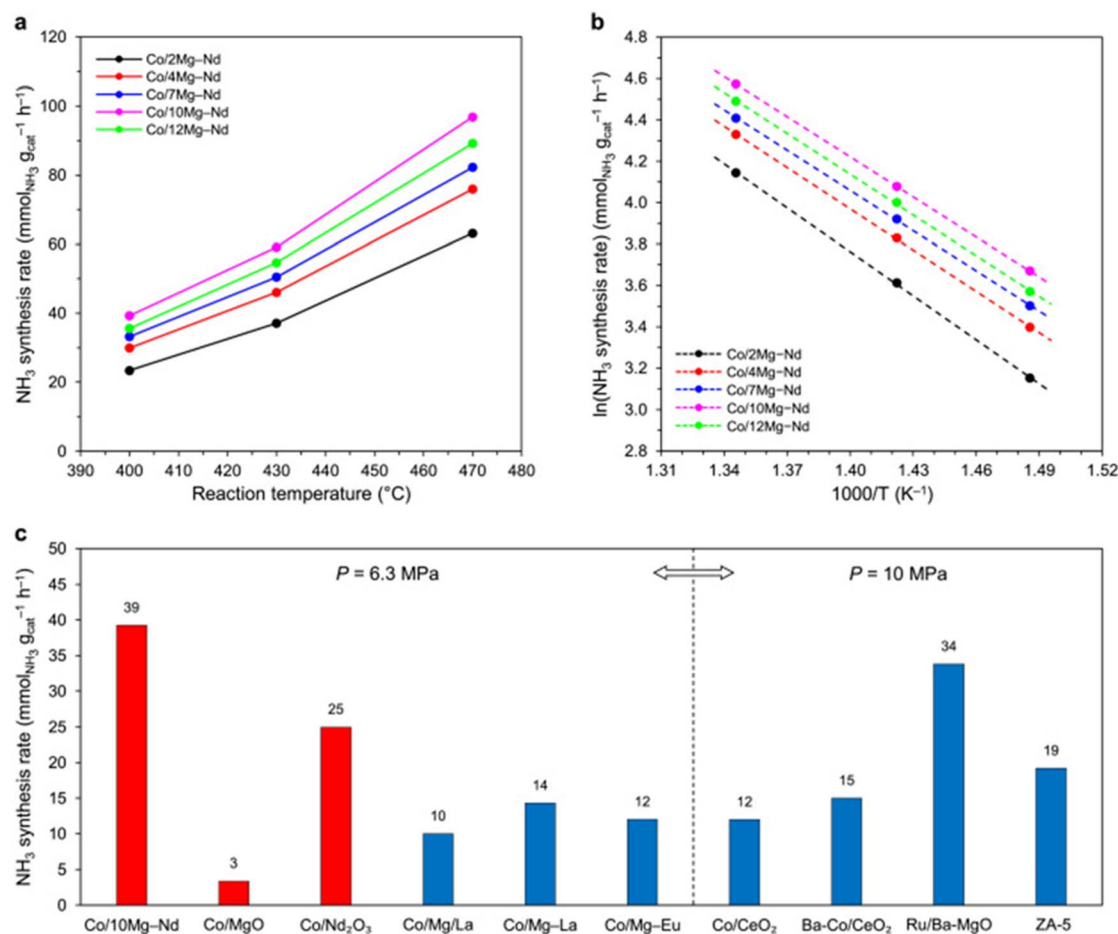 a
NH₃ synthesis rate (mmol_NH₃ g_cat⁻¹ h⁻¹)
120
100
80
60
40
20
0
Co/2Mg–Nd
Co/4Mg–Nd
Co/7Mg–Nd
Co/10Mg–Nd
Co/12Mg–Nd
390 400 410 420 430 440 450 460 470 480
Reaction temperature (°C)
b
ln(NH₃ synthesis rate) (mmol_NH₃ g_cat⁻¹ h⁻¹)
4.8
4.6
4.4
4.2
4.0
3.8
3.6
3.4
3.2
3.0
2.8
Co/2Mg–Nd
Co/4Mg–Nd
Co/7Mg–Nd
Co/10Mg–Nd
Co/12Mg–Nd
1.31 1.34 1.37 1.40 1.43 1.46 1.49 1.52
1000/T (K⁻¹)
c
NH₃ synthesis rate (mmol_NH₃ g_cat⁻¹ h⁻¹)
50
45
40
35
30
25
20
15
10
5
0
P = 6.3 MPa
P = 10 MPa
39
3
25
10
14
12
12
15
34
19
Co/10Mg–Nd Co/MgO Co/Nd₂O₃ Co/Mg/La Co/Mg–La Co/Mg–Eu Co/CeO₂ Ba-Co/CeO₂ Ru/Ba-MgO ZA-5